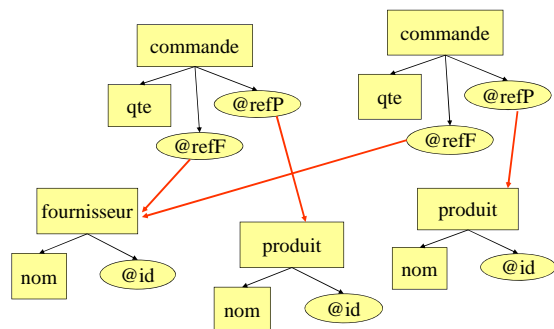 commande
commande
qte
@refP
@refF
qte
@refP
@refF
fournisseur
nom
@id
produit
nom
@id
produit
nom
@id